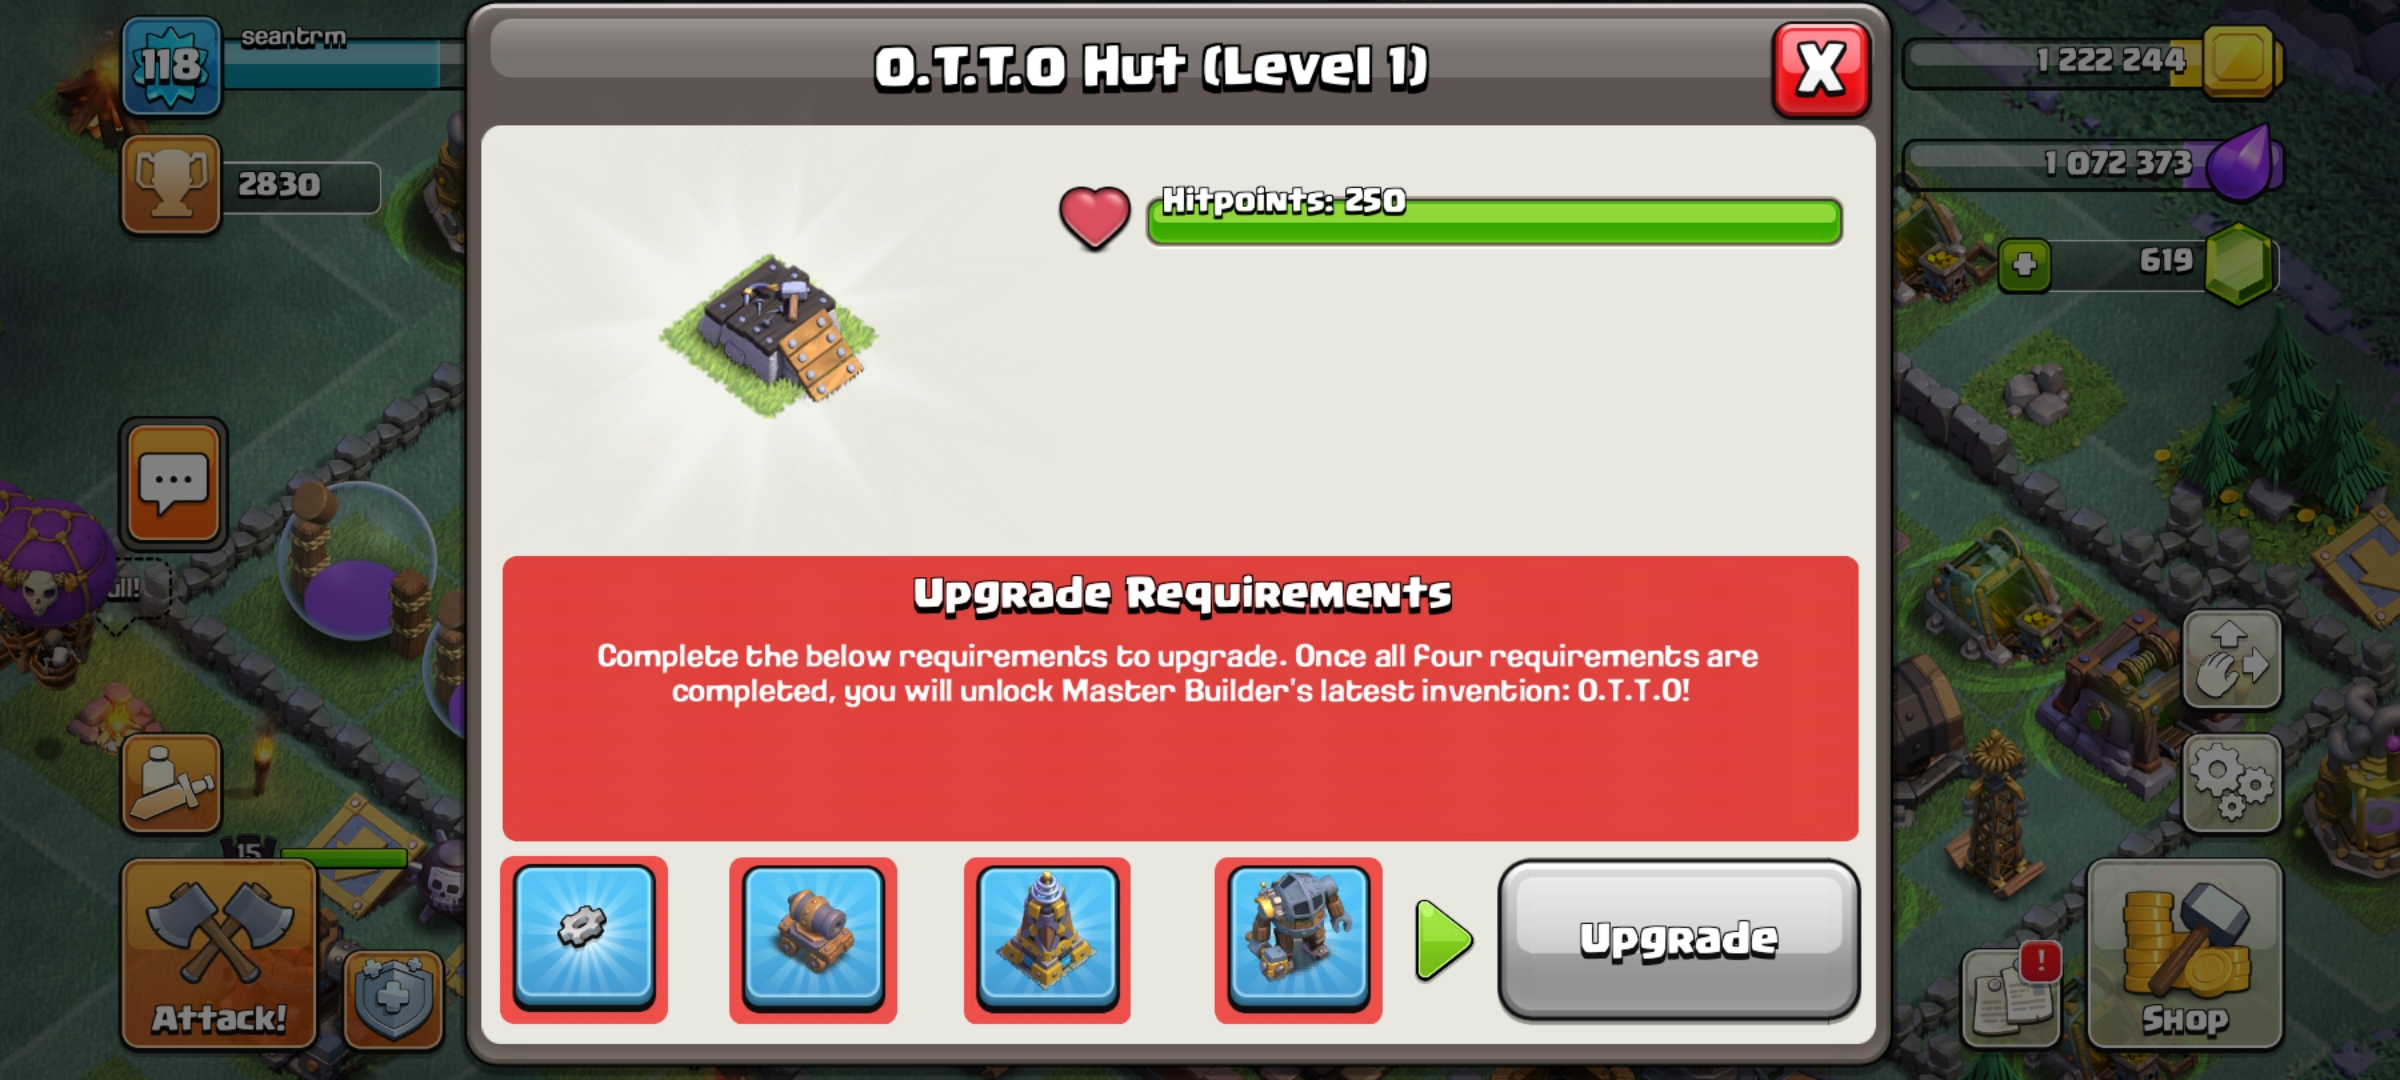 118
seantrm
2830
O.T.T.O Hut (Level 1)
X
1 222 244
1 072 373
619
Hitpoints: 250
Upgrade Requirements
Complete the below requirements to upgrade. Once all four requirements are
completed, you will unlock Master Builder's latest invention: O.T.T.O!
15
Attack!
Upgrade
!
Shop